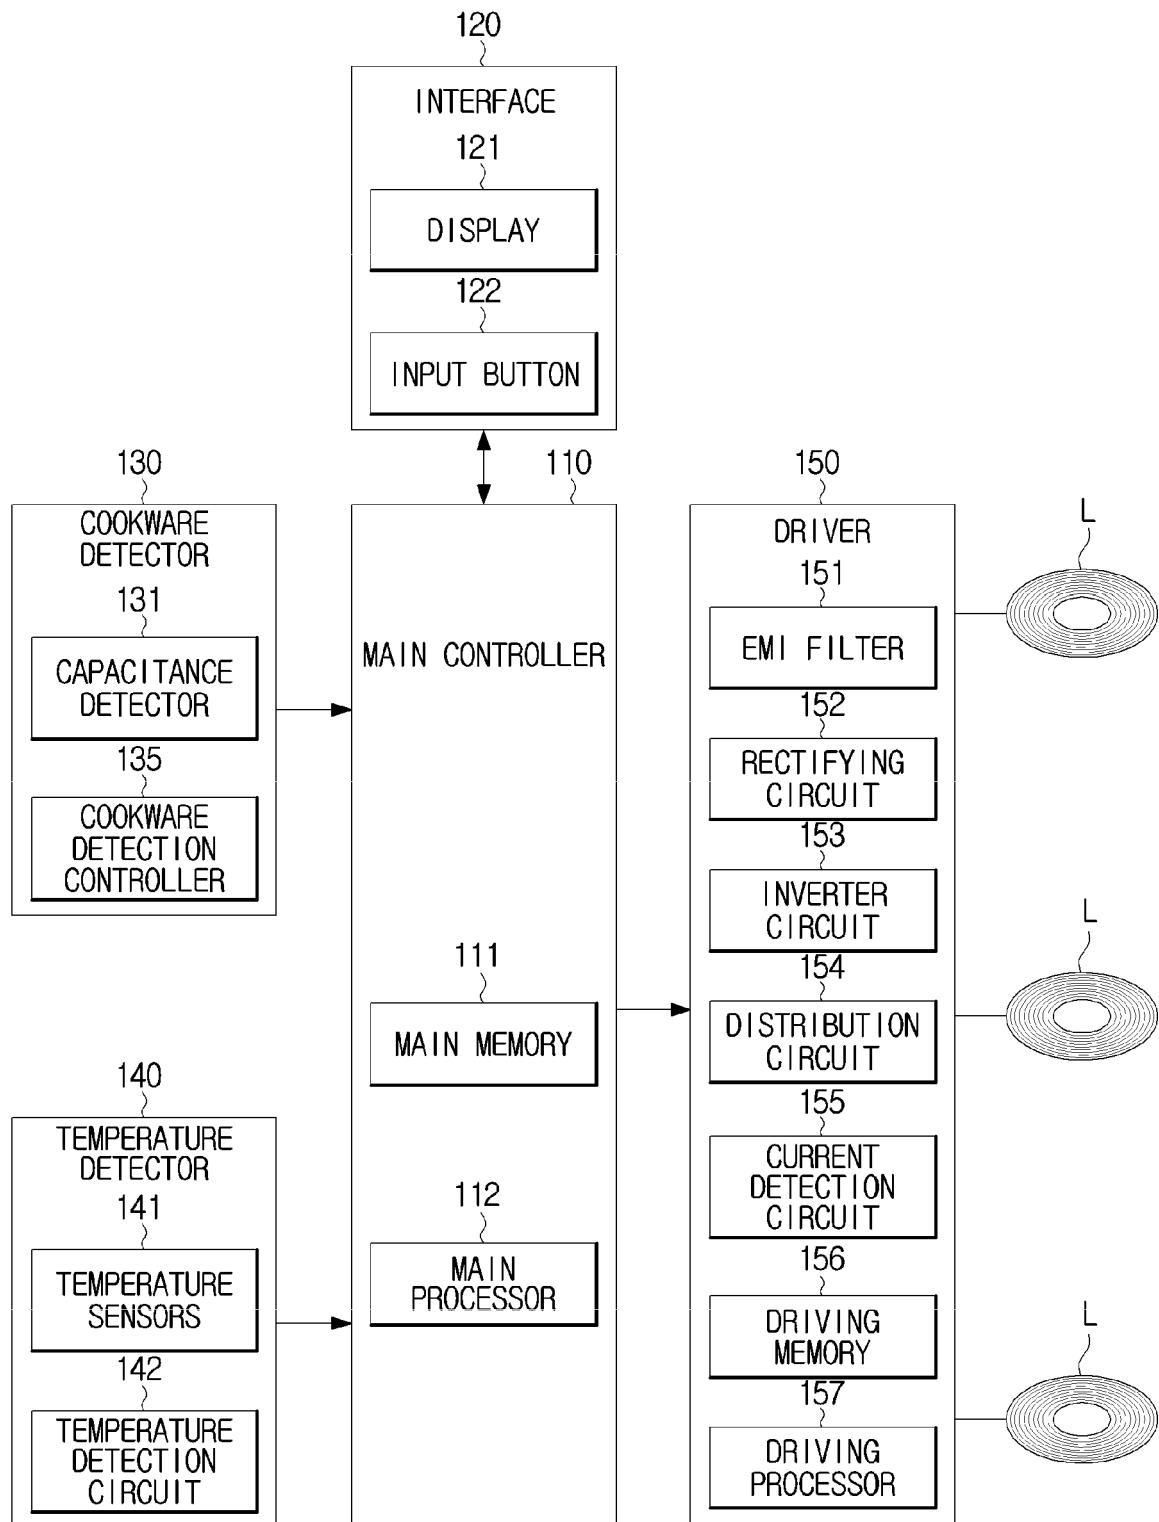 120
INTERFACE
121
DISPLAY
122
INPUT BUTTON
130
COOKWARE
DETECTOR
131
CAPACITANCE
DETECTOR
135
COOKWARE
DETECTION
CONTROLLER
140
TEMPERATURE
DETECTOR
141
TEMPERATURE
SENSORS
142
TEMPERATURE
DETECTION
CIRCUIT
110
MAIN CONTROLLER
111
MAIN MEMORY
112
MAIN
PROCESSOR
150
DRIVER
151
EMI FILTER
152
RECTIFYING
CIRCUIT
153
INVERTER
CIRCUIT
154
DISTRIBUTION
CIRCUIT
155
CURRENT
DETECTION
CIRCUIT
156
DRIVING
MEMORY
157
DRIVING
PROCESSOR
L
L
L